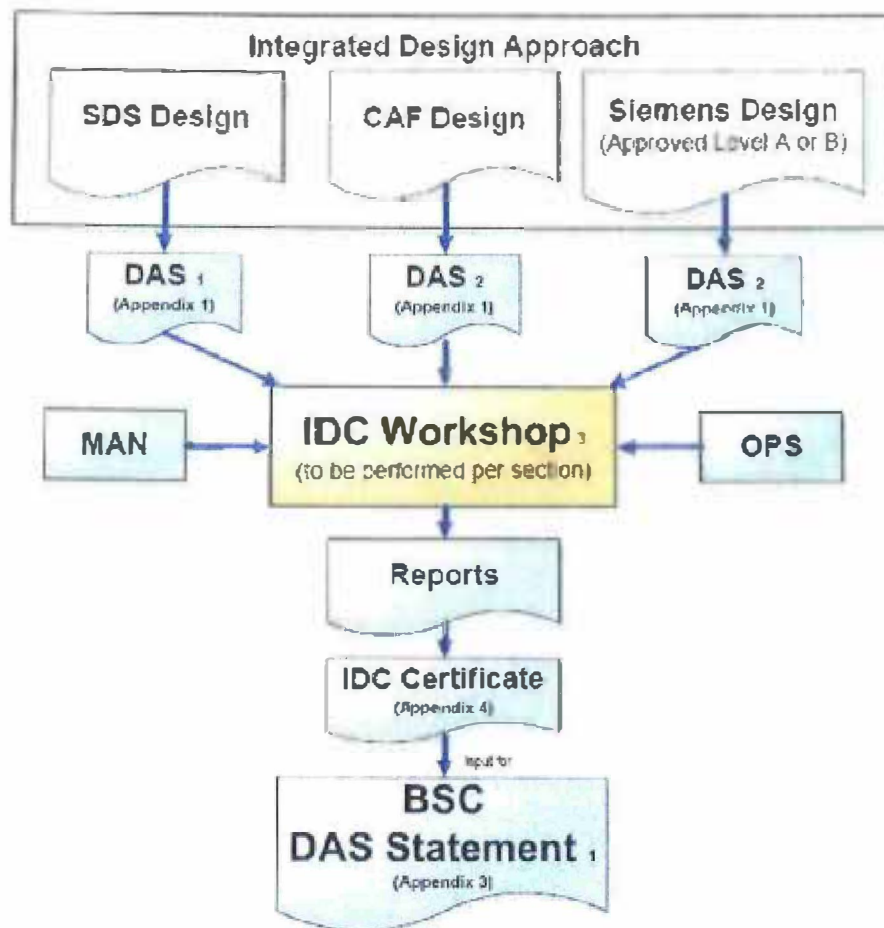 Integrated Design Approach
SDS Design
CAF Design
Siemens Design
(Approved Level A or B)
DAS 1
(Appendix 1)
DAS 2
(Appendix 1)
DAS 2
(Appendix 1)
MAN
IDC Workshop 3
(to be performed per section)
OPS
Reports
IDC Certificate
(Appendix 4)
Input for
BSC
DAS Statement 1
(Appendix 3)